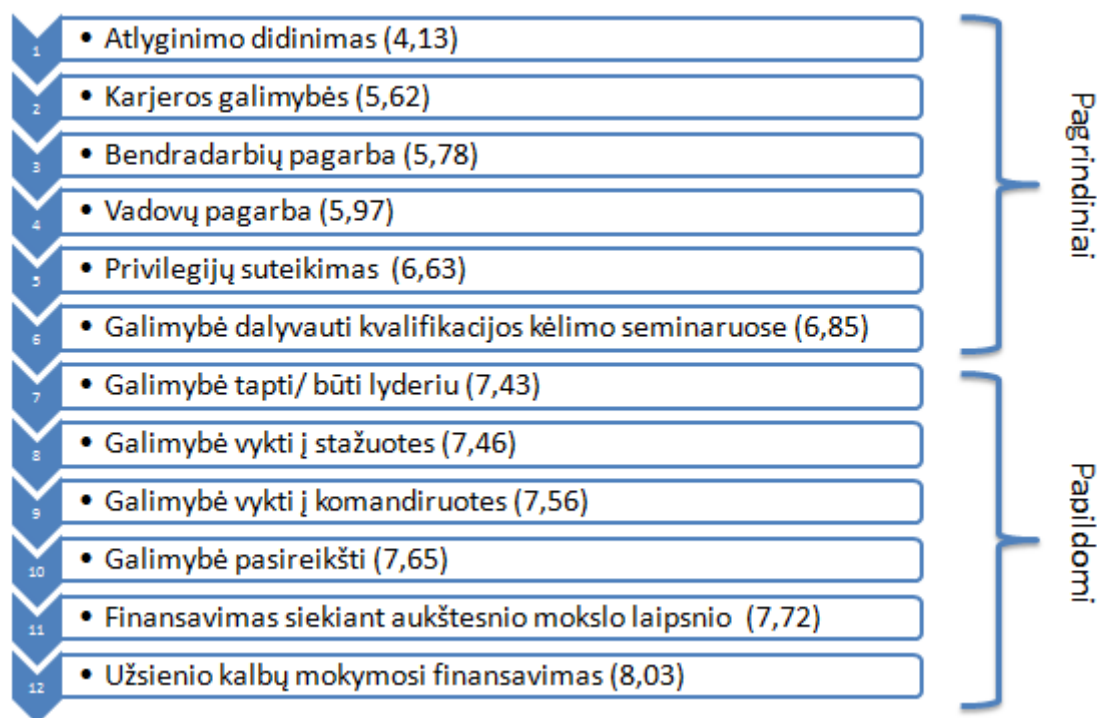 1 • Atlyginimo didinimas (4,13)
2 • Karjeros galimybės (5,62)
3 • Bendradarbių pagarba (5,78)
4 • Vadovų pagarba (5,97)
5 • Privilegijų suteikimas (6,63)
6 • Galimybė dalyvauti kvalifikacijos kėlimo seminaruose (6,85)
Pagrindiniai
7 • Galimybė tapti/ būti lyderiu (7,43)
8 • Galimybė vykti į stažuotes (7,46)
9 • Galimybė vykti į komandiruotes (7,56)
10 • Galimybė pasireikšti (7,65)
11 • Finansavimas siekiant aukštesnio mokslo laipsnio (7,72)
12 • Užsienio kalbų mokymosi finansavimas (8,03)
Papildomi